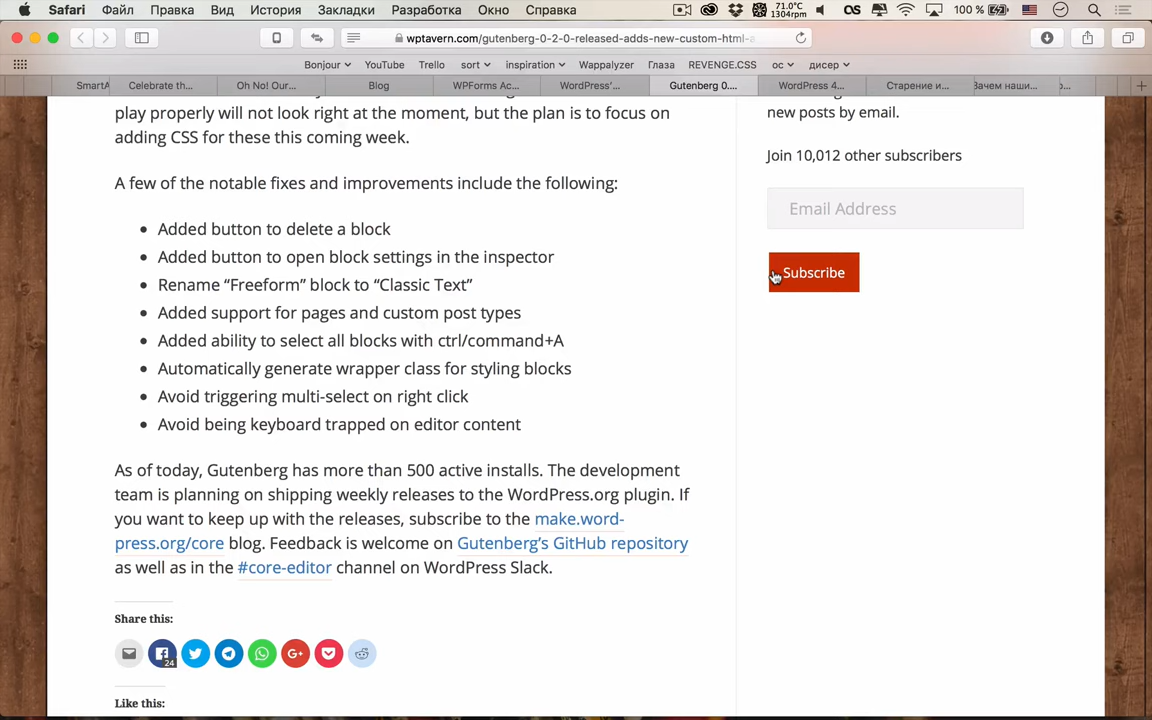 Safari Файл Правка Вид История Закладки Разработка Окно Справка 71.0°C 1304rpm 100 %
wptavern.com/gutenberg-0-2-0-released-adds-new-custom-html-a
Bonjour YouTube Trello sort inspiration Wappalyzer Глаза REVENGE.CSS ос дисер
SmartA Celebrate th... Oh No! Our... Blog WPForms Ac... WordPress'... Gutenberg 0.... WordPress 4... Старение и... Зачем наши...
play properly will not look right at the moment, but the plan is to focus on
adding CSS for these this coming week.
A few of the notable fixes and improvements include the following:
• Added button to delete a block
• Added button to open block settings in the inspector
• Rename “Freeform” block to “Classic Text”
• Added support for pages and custom post types
• Added ability to select all blocks with ctrl/command+A
• Automatically generate wrapper class for styling blocks
• Avoid triggering multi-select on right click
• Avoid being keyboard trapped on editor content
As of today, Gutenberg has more than 500 active installs. The development
team is planning on shipping weekly releases to the WordPress.org plugin. If
you want to keep up with the releases, subscribe to the make.word-
press.org/core blog. Feedback is welcome on Gutenberg’s GitHub repository
as well as in the #core-editor channel on WordPress Slack.
Share this:
24
Like this:
new posts by email.
Join 10,012 other subscribers
Email Address
Subscribe